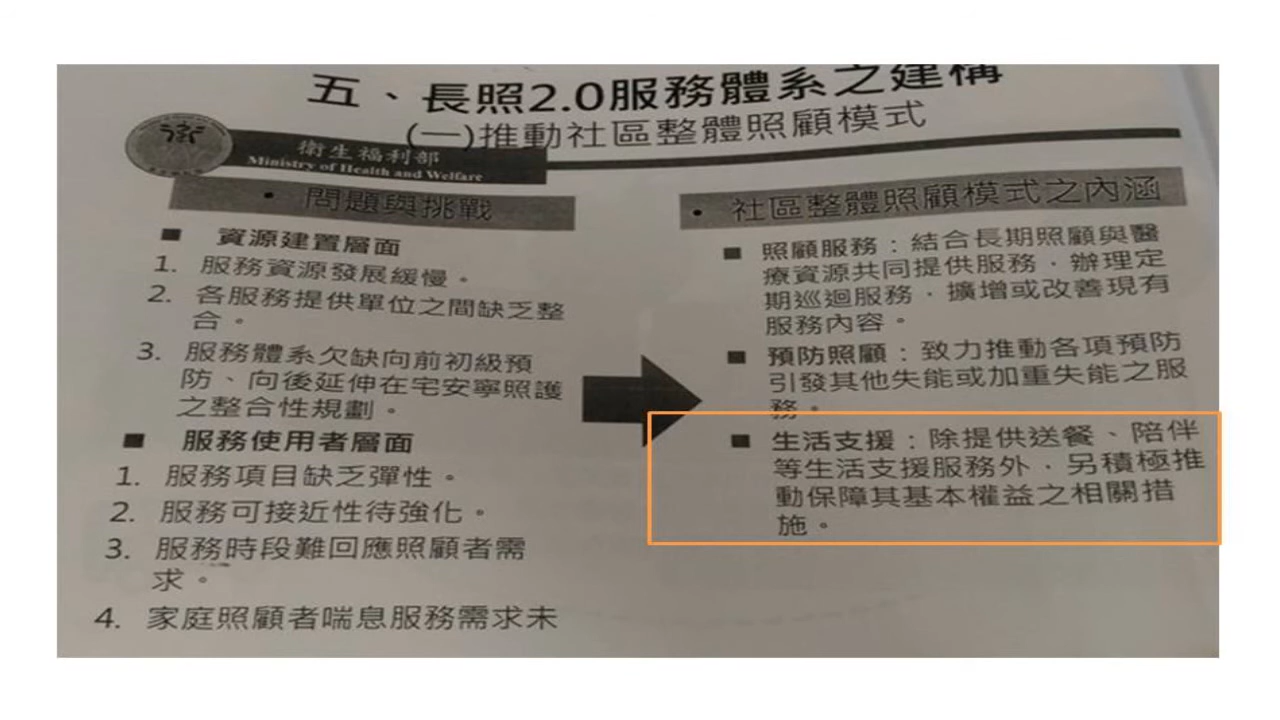 五、長照2.0服務體系之建構
(一)推動社區整體照顧模式
衛生福利部
Ministry of Health and Welfare
• 問題與挑戰
■ 資源建置層面
1. 服務資源發展緩慢。
2. 各服務提供單位之間缺乏整
合。
3. 服務體系欠缺向前初級預
防、向後延伸在宅安寧照護
之整合性規劃。
■ 服務使用者層面
1. 服務項目缺乏彈性。
2. 服務可接近性待強化。
3. 服務時段難回應照顧者需
求。
4. 家庭照顧者喘息服務需求未
• 社區整體照顧模式之內涵
■ 照顧服務：結合長期照顧與醫
療資源共同提供服務，辦理定
期巡迴服務，擴增或改善現有
服務內容。
■ 預防照顧：致力推動各項預防
引發其他失能或加重失能之服
務。
■ 生活支援：除提供送餐、陪伴
等生活支援服務外，另積極推
動保障其基本權益之相關措
施。